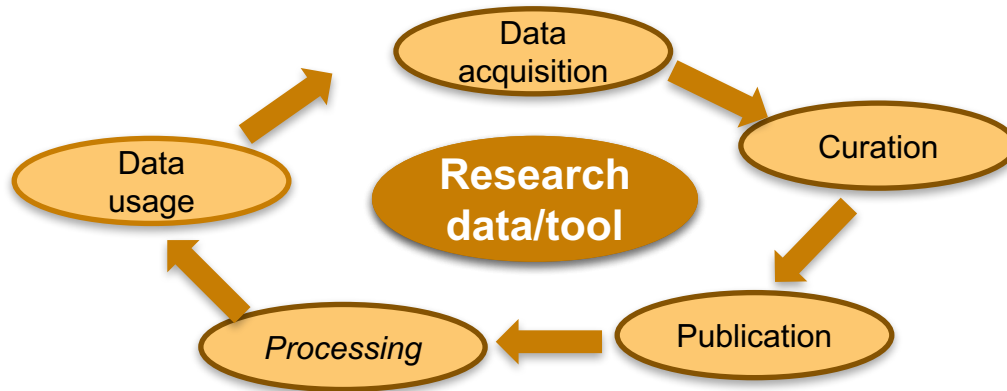 Data
acquisition
Curation
Data
usage
Research
data/tool
Publication
Processing